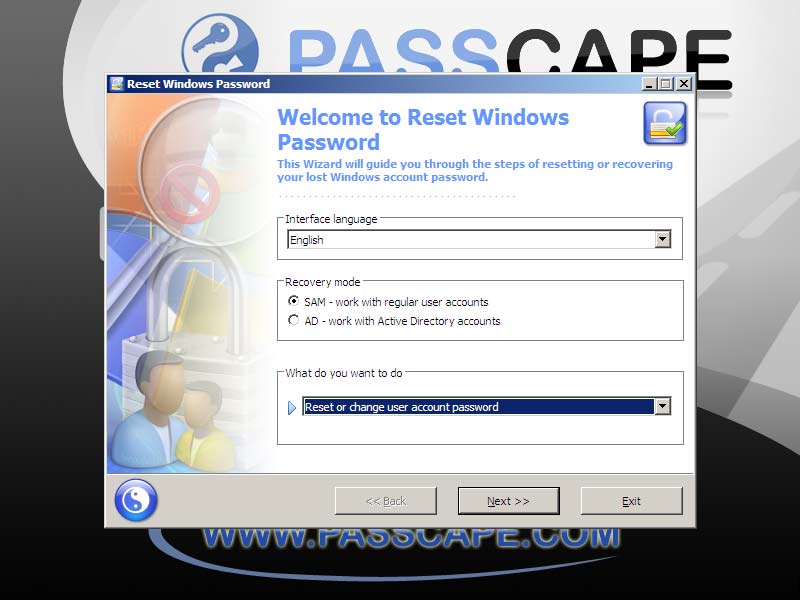 PASSCAPE
Reset Windows Password
Welcome to Reset Windows
Password
This Wizard will guide you through the steps of resetting or recovering
your lost Windows account password.
Interface language
English
Recovery mode
SAM - work with regular user accounts
AD - work with Active Directory accounts
What do you want to do
Reset or change user account password
<< Back
Next >>
Exit
WWW.PASSCAPE.COM